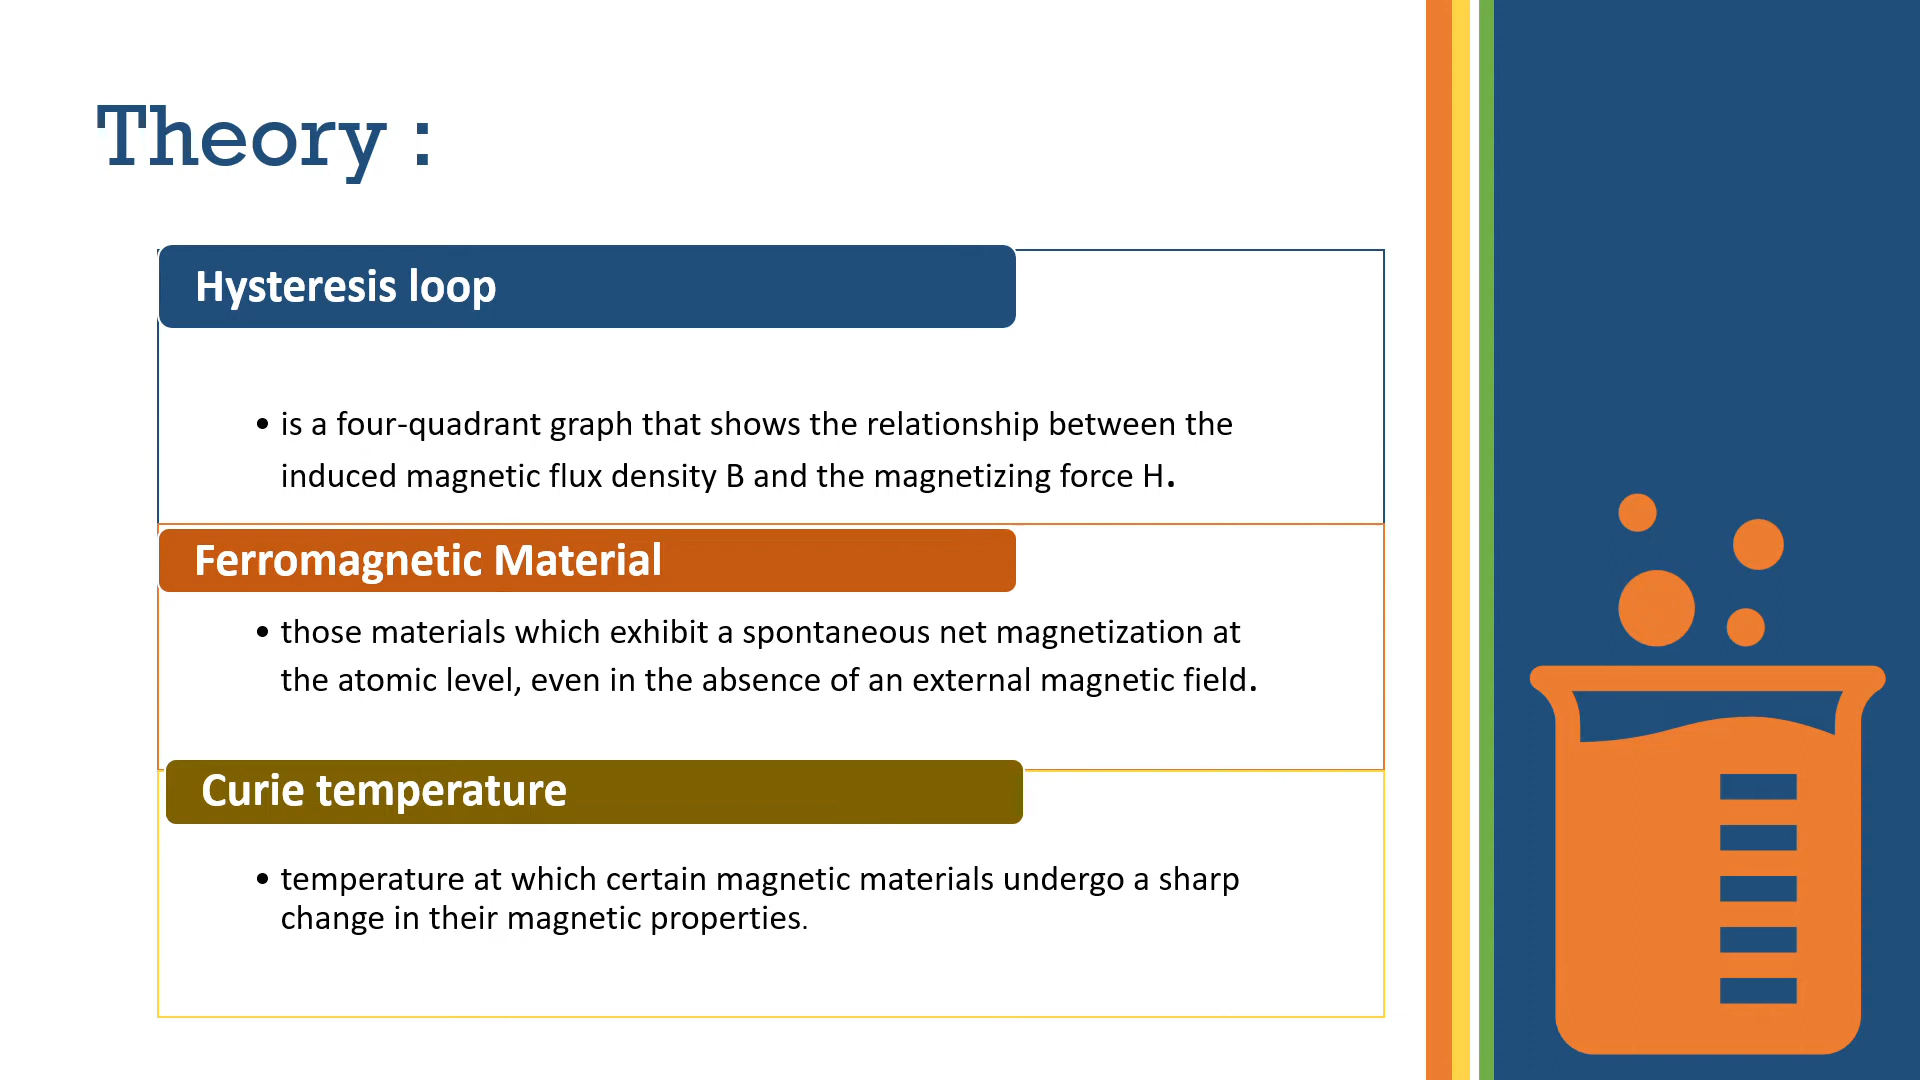 Theory :
Hysteresis loop
• is a four-quadrant graph that shows the relationship between the
induced magnetic flux density B and the magnetizing force H.
Ferromagnetic Material
• those materials which exhibit a spontaneous net magnetization at
the atomic level, even in the absence of an external magnetic field.
Curie temperature
• temperature at which certain magnetic materials undergo a sharp
change in their magnetic properties.